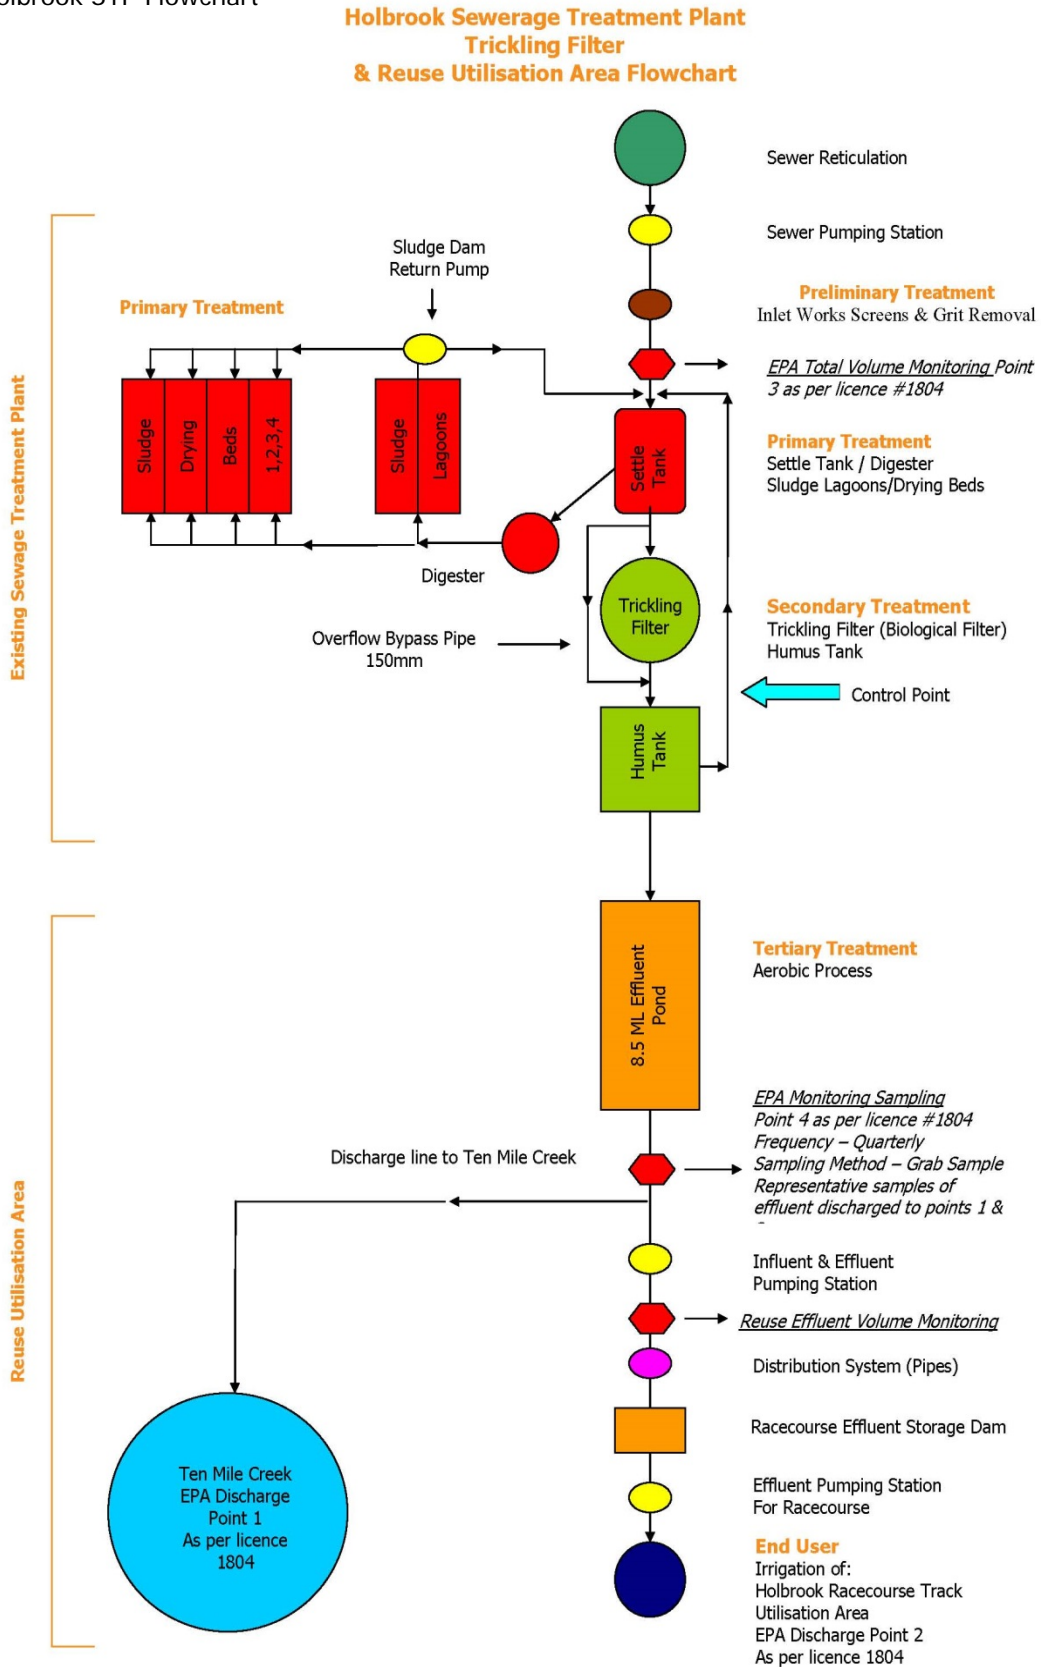 Holbrook Sewerage Treatment Plant
Trickling Filter
& Reuse Utilisation Area Flowchart
Sewer Reticulation
Sewer Pumping Station
Sludge Dam
Return Pump
Primary Treatment
Preliminary Treatment
Inlet Works Screens & Grit Removal
EPA Total Volume Monitoring Point
3 as per licence #1804
Sludge
Drying
Beds
1,2,3,4
Sludge
Lagoons
Settle
Tank
Primary Treatment
Settle Tank / Digester
Sludge Lagoons/Drying Beds
Existing Sewage Treatment Plant
Digester
Trickling
Filter
Secondary Treatment
Trickling Filter (Biological Filter)
Humus Tank
Overflow Bypass Pipe
150mm
Control Point
Humus
Tank
8.5 ML Effluent
Pond
Tertiary Treatment
Aerobic Process
EPA Monitoring Sampling
Point 4 as per licence #1804
Frequency – Quarterly
Sampling Method – Grab Sample
Representative samples of
effluent discharged to points 1 &
Discharge line to Ten Mile Creek
Reuse Utilisation Area
Influent & Effluent
Pumping Station
Reuse Effluent Volume Monitoring
Distribution System (Pipes)
Racecourse Effluent Storage Dam
Ten Mile Creek
EPA Discharge
Point 1
As per licence
1804
Effluent Pumping Station
For Racecourse
End User
Irrigation of:
Holbrook Racecourse Track
Utilisation Area
EPA Discharge Point 2
As per licence 1804